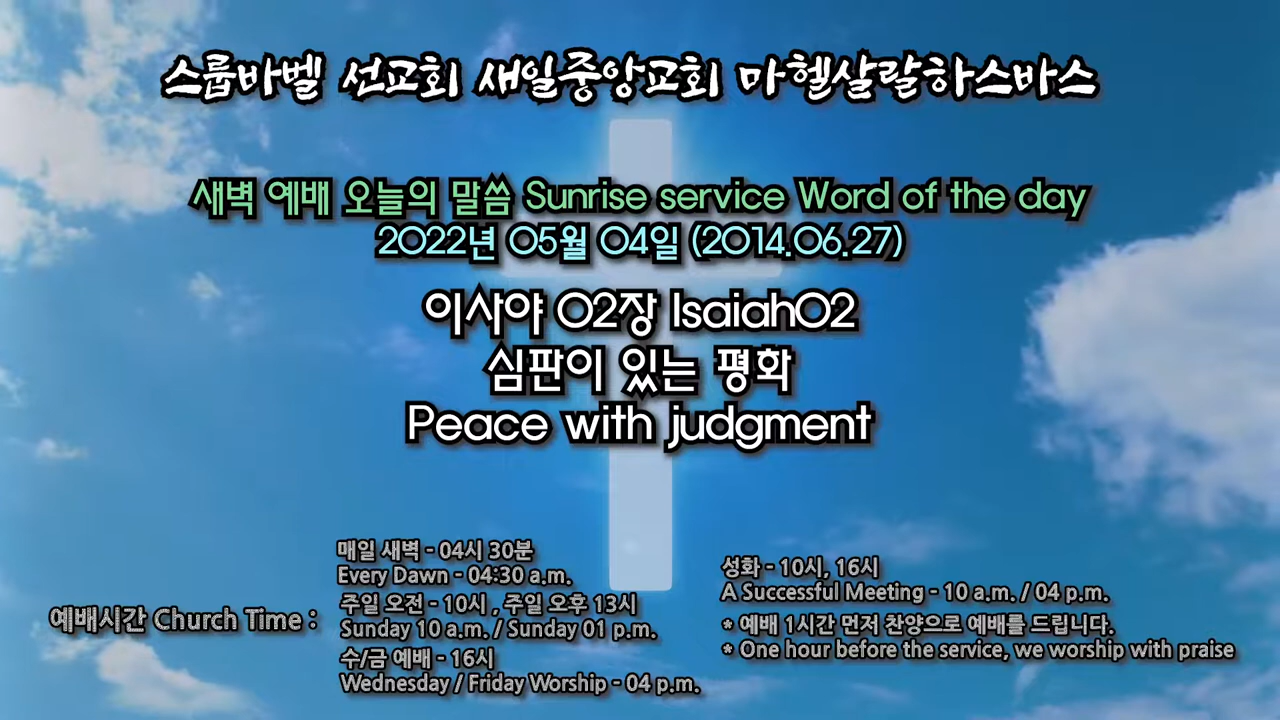 스룹바벨 선교회 새일중앙교회 마헬살랄하스바스
새벽 예배 오늘의 말씀 Sunrise service Word of the day
2022년 05월 04일 (2014.06.27)
이사야 02장 Isaiah02
심판이 있는 평화
Peace with judgment
예배시간 Church Time :
매일 새벽 - 04시 30분
Every Dawn - 04:30 a.m.
주일 오전 - 10시 , 주일 오후 13시
Sunday 10 a.m. / Sunday 01 p.m.
수/금 예배 - 16시
Wednesday / Friday Worship - 04 p.m.
성화 - 10시, 16시
A Successful Meeting - 10 a.m. / 04 p.m.
* 예배 1시간 먼저 찬양으로 예배를 드립니다.
* One hour before the service, we worship with praise